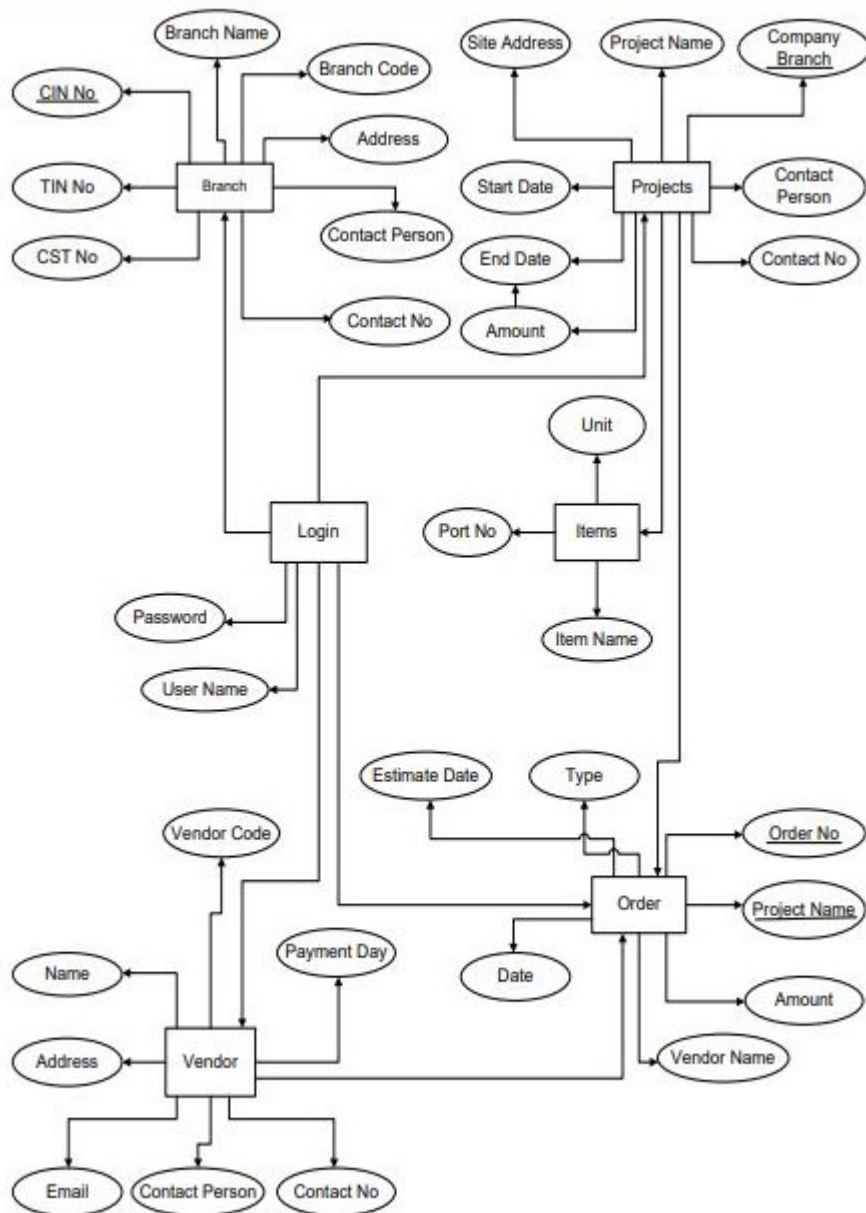 Branch Name
Site Address
Project Name
Company
Branch
Branch Code
CIN No
Address
TIN No
Branch
Start Date
Projects
Contact
Person
Contact Person
CST No
End Date
Contact No
Contact No
Amount
Unit
Login
Port No
Items
Password
Item Name
User Name
Estimate Date
Type
Vendor Code
Order No
Order
Project Name
Payment Day
Name
Date
Amount
Address
Vendor
Vendor Name
Email
Contact Person
Contact No